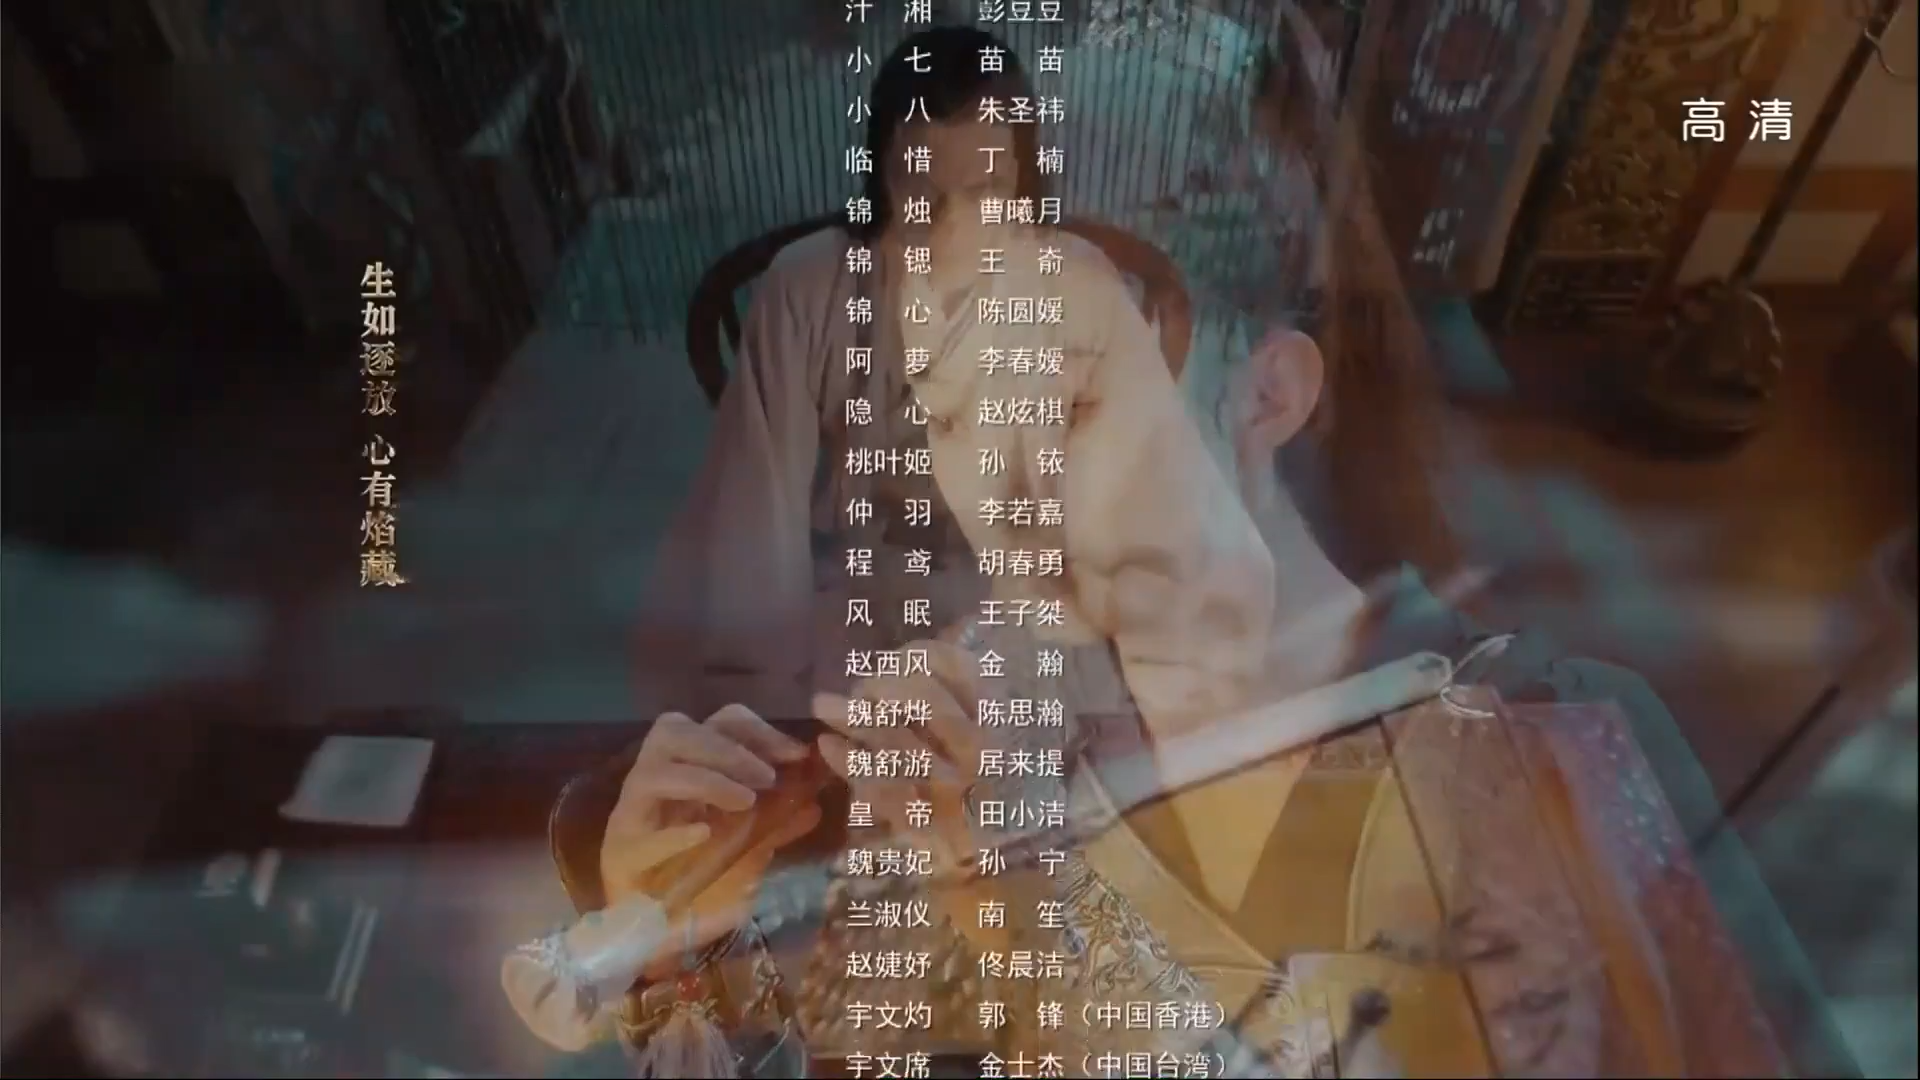 汁 湘 彭豆豆
小 七 苗 苗
小 八 朱圣祎
临 惜 丁 楠
锦 烛 曹曦月
锦 锶 王 嵛
锦 心 陈圆媛
阿 萝 李春嫒
隐 心 赵炫棋
桃叶姬 孙 铱
仲 羽 李若嘉
程 鸢 胡春勇
风 眠 王子桀
赵西风 金 瀚
魏舒烨 陈思瀚
魏舒游 居来提
皇 帝 田小洁
魏贵妃 孙 宁
兰淑仪 南 笙
赵婕妤 佟晨洁
宇文灼 郭 锋（中国香港）
宇文席 金士杰（中国台湾）
高清
生如逐放 心有焰藏